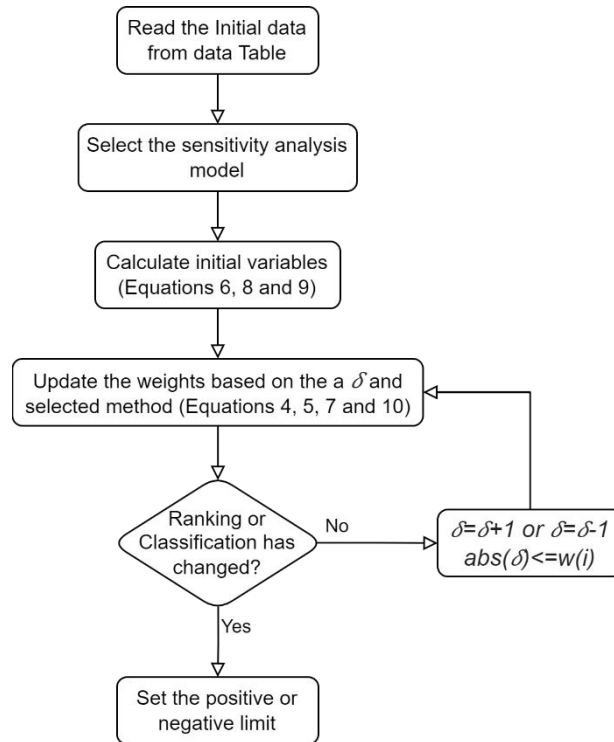 Read the Initial data
from data Table
Select the sensitivity analysis
model
Calculate initial variables
(Equations 6, 8 and 9)
Update the weights based on the a δ and
selected method (Equations 4, 5, 7 and 10)
Ranking or
Classification has
changed?
No
δ=δ+1 or δ=δ-1
abs(δ)<=w(i)
Yes
Set the positive or
negative limit